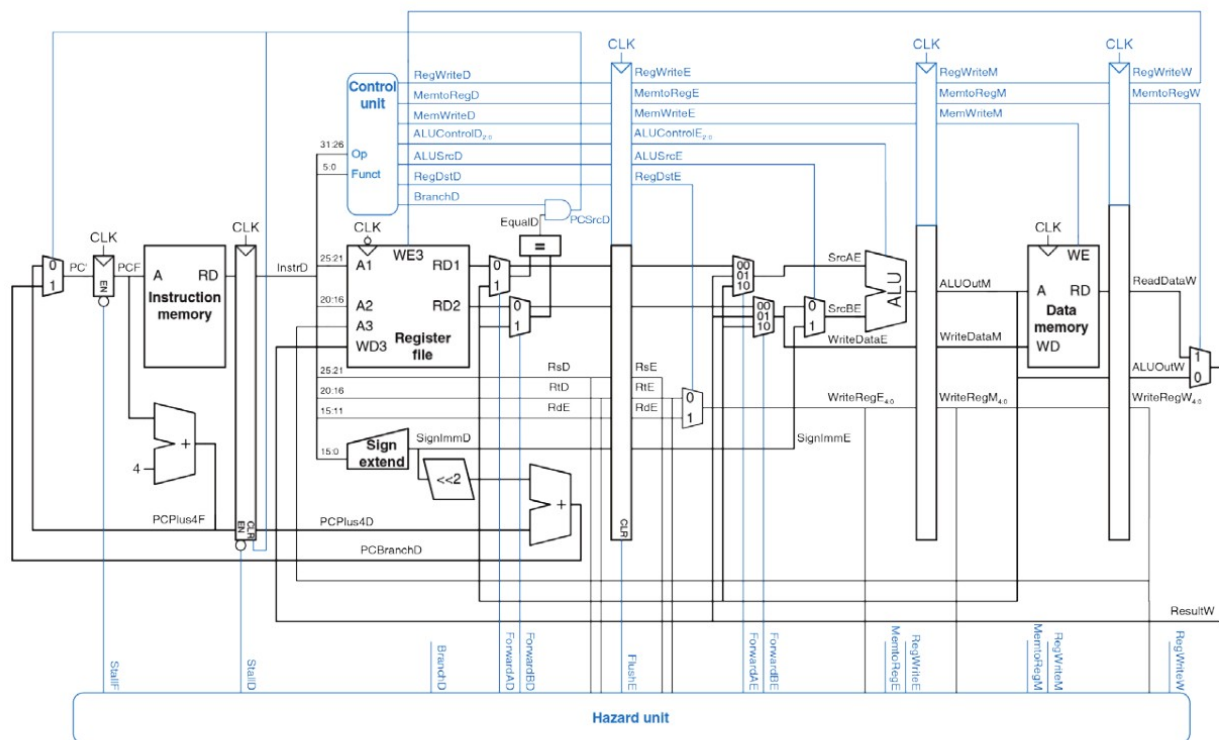 CLK CLK CLK
Control unit
RegWriteD RegWriteE RegWriteM RegWriteW
MemtoRegD MemtoRegE MemtoRegM MemtoRegW
MemWriteD MemWriteE MemWriteM
ALUControlD2:0 ALUControlE2:0
31:26 Op ALUSrcD ALUSrcE
5:0 Funct RegDstD RegDstE
BranchD
EqualD PCSrcD
CLK CLK CLK CLK
=
0 1 PC' EN PCF A RD Instruction memory InstrD
25:21 A1 WE3 RD1 0 1 00 01 10 SrcAE ALU ALUOutM WE A RD ReadDataW
20:16 A2 RD2 0 1 00 01 10 0 1 SrcBE Data memory
A3 Register file
WD3 WriteDataE WriteDataM WD 1 0 ALUOutW
25:21 RsD RsE
20:16 RtD RtE 0 1 WriteRegE4:0 WriteRegM4:0 WriteRegW4:0
15:11 RdE RdE
15:0 Sign extend SignImmD SignImmE
+ 4 <<2 +
PCPlus4F EN CLR PCPlus4D CLR
PCBranchD
ResultW
StallF StallD BranchD ForwardAD ForwardBD FlushE ForwardAE ForwardBE MemtoRegE RegWriteE MemtoRegM RegWriteM RegWriteW
Hazard unit